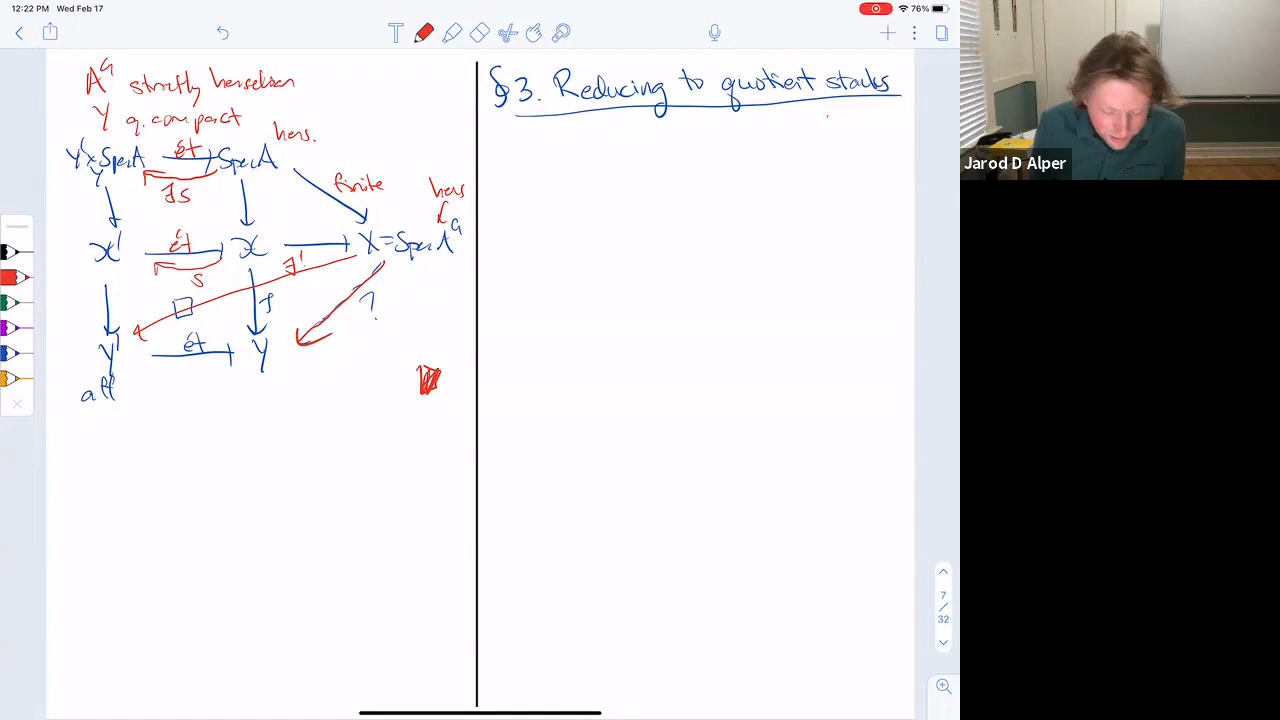 12:22 PM Wed Feb 17
76%
A^G strictly henselian
Y q. compact
hens.
Y' ×_Y Spec A ét Spec A
∃s
finite
hens
𝒳' ét 𝒳 X = Spec A^G
s
∃!
□
f
?
Y' ét Y
aff
§3. Reducing to quotient stacks
7
/
32
Jarod D Alper